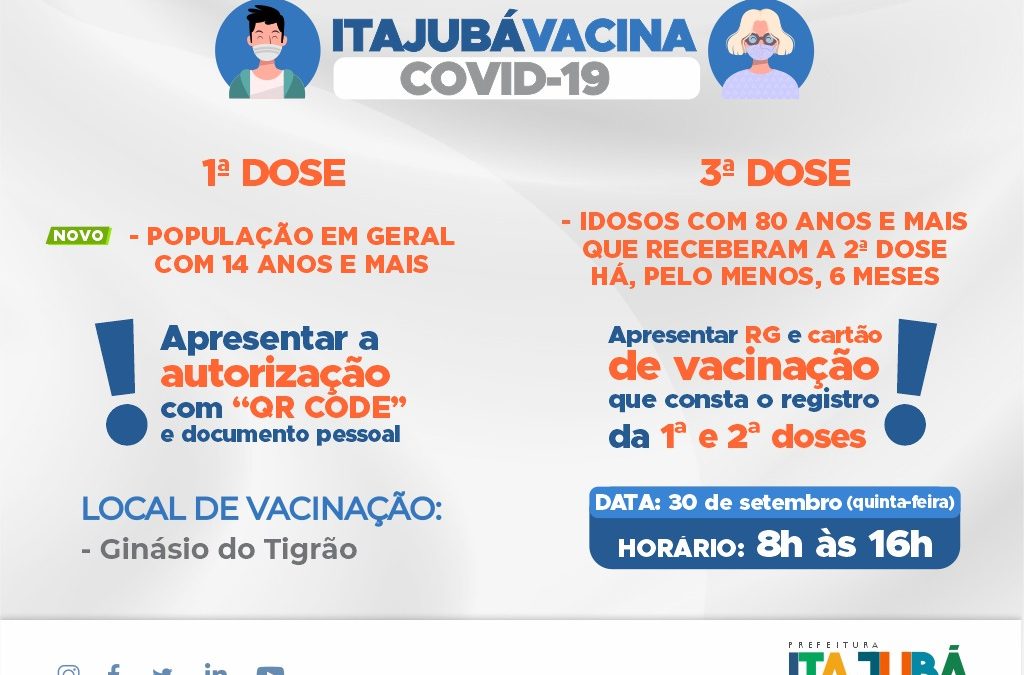 ITAJUBÁVACINA
COVID-19
1ª DOSE
NOVO
- POPULAÇÃO EM GERAL
COM 14 ANOS E MAIS
Apresentar a
autorização
com “QR CODE”
e documento pessoal
3ª DOSE
- IDOSOS COM 80 ANOS E MAIS
QUE RECEBERAM A 2ª DOSE
HÁ, PELO MENOS, 6 MESES
Apresentar RG e cartão
de vacinação
que consta o registro
da 1ª e 2ª doses
LOCAL DE VACINAÇÃO:
- Ginásio do Tigrão
DATA: 30 de setembro (quinta-feira)
HORÁRIO: 8h às 16h
PREFEITURA
ITAJUBÁ